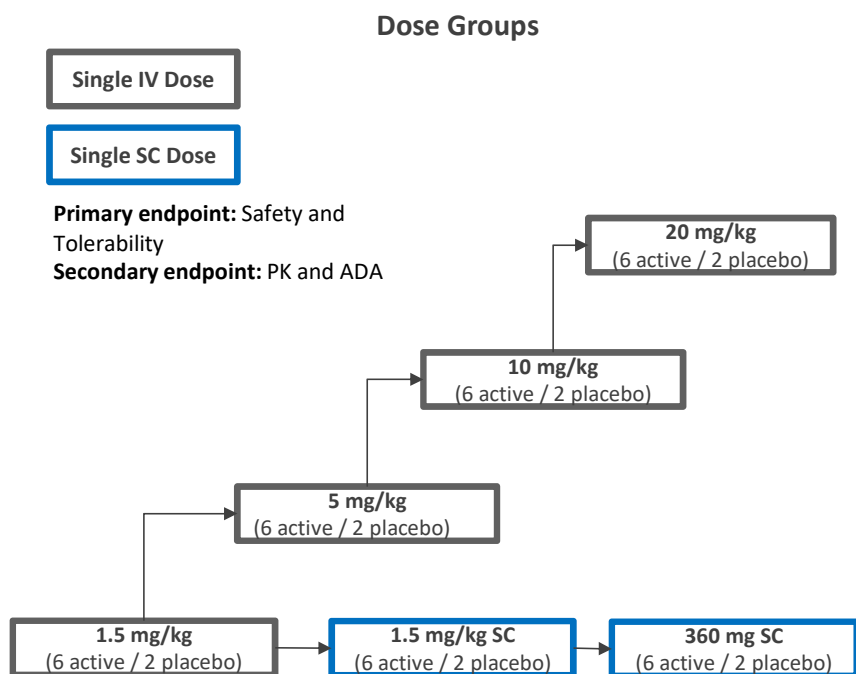 Dose Groups
Single IV Dose
Single SC Dose
Primary endpoint: Safety and
Tolerability
Secondary endpoint: PK and ADA
20 mg/kg
(6 active / 2 placebo)
10 mg/kg
(6 active / 2 placebo)
5 mg/kg
(6 active / 2 placebo)
1.5 mg/kg
(6 active / 2 placebo)
1.5 mg/kg SC
(6 active / 2 placebo)
360 mg SC
(6 active / 2 placebo)